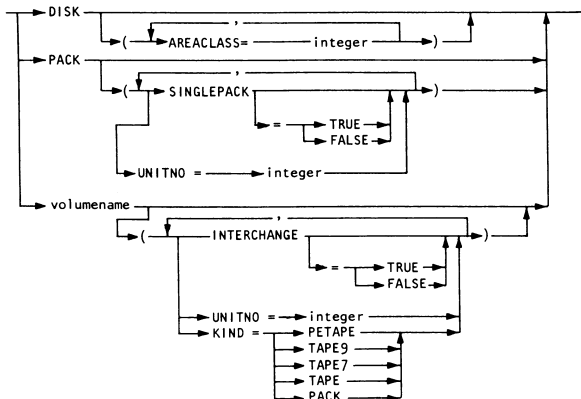 DISK
,
( AREACLASS= integer )
PACK
,
( SINGLEPACK )
= TRUE
FALSE
UNITNO = integer
volumename
,
( INTERCHANGE )
= TRUE
FALSE
UNITNO = integer
KIND = PETAPE
TAPE9
TAPE7
TAPE
PACK